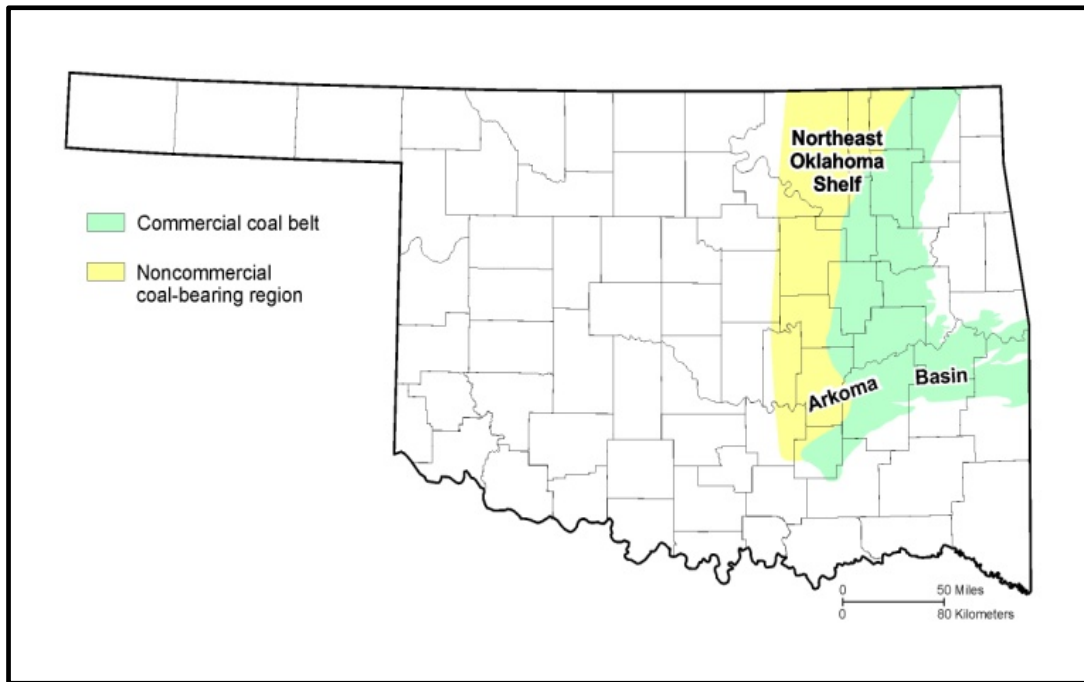 Northeast
Oklahoma
Shelf
Commercial coal belt
Noncommercial
coal-bearing region
Arkoma
Basin
0 50 Miles
0 80 Kilometers